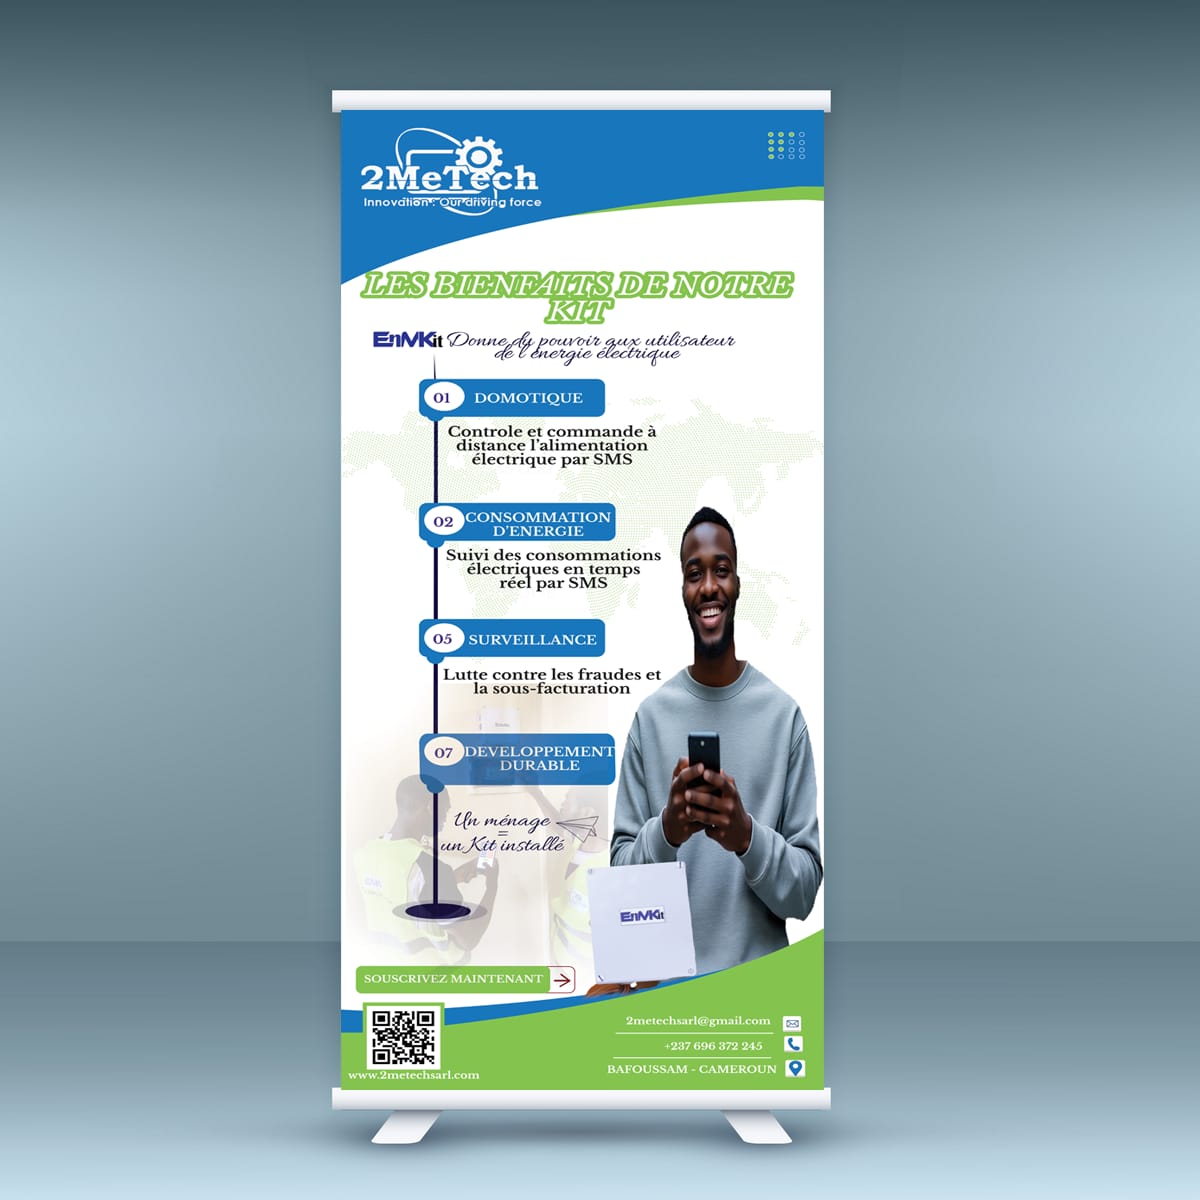 2MeTech
Innovation : Our driving force
LES BIENFAITS DE NOTRE
KIT
EnMKit Donne du pouvoir aux utilisateur
de l'énergie électrique
01 DOMOTIQUE
Controle et commande à
distance l'alimentation
électrique par SMS
02 CONSOMMATION
D'ENERGIE
Suivi des consommations
électriques en temps
réel par SMS
05 SURVEILLANCE
Lutte contre les fraudes et
la sous-facturation
07 DEVELOPPEMENT
DURABLE
Un ménage
=
un Kit installé
EnMKit
SOUSCRIVEZ MAINTENANT
www.2metechsarl.com
2metechsarl@gmail.com
+237 696 372 245
BAFOUSSAM - CAMEROUN